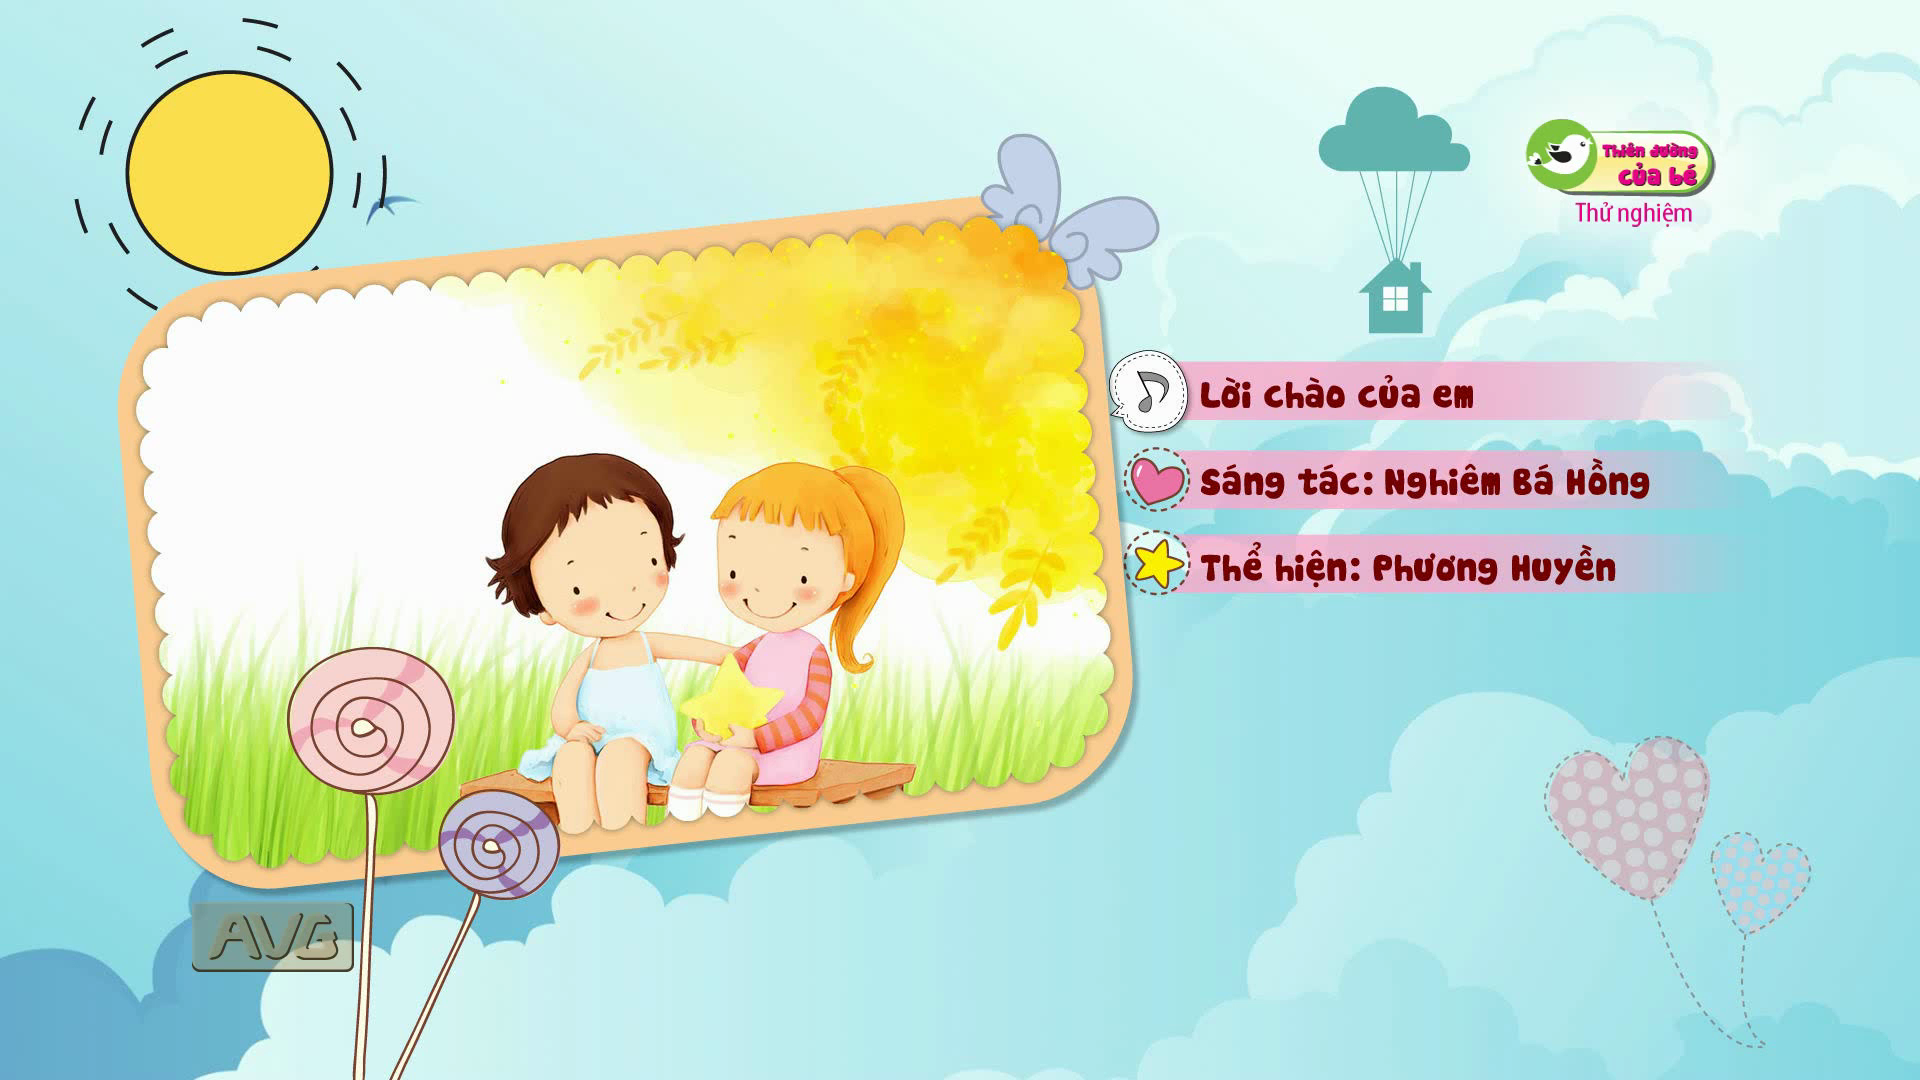 Thiên đường
của bé
Thử nghiệm
Lời chào của em
Sáng tác: Nghiêm Bá Hồng
Thể hiện: Phương Huyền
AVG